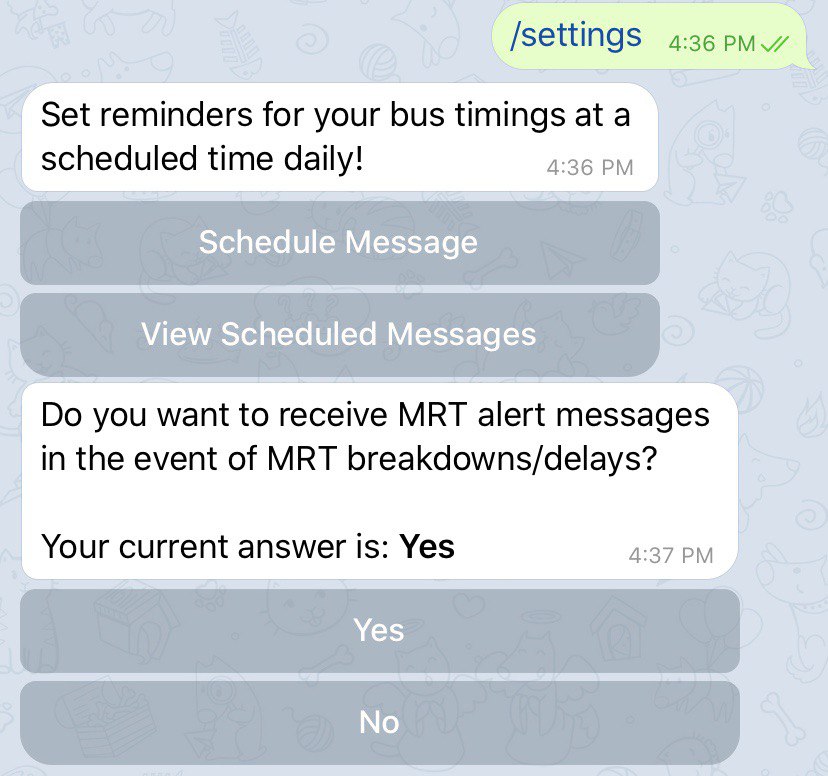 /settings 4:36 PM
Set reminders for your bus timings at a
scheduled time daily! 4:36 PM
Schedule Message
View Scheduled Messages
Do you want to receive MRT alert messages
in the event of MRT breakdowns/delays?
Your current answer is: Yes 4:37 PM
Yes
No